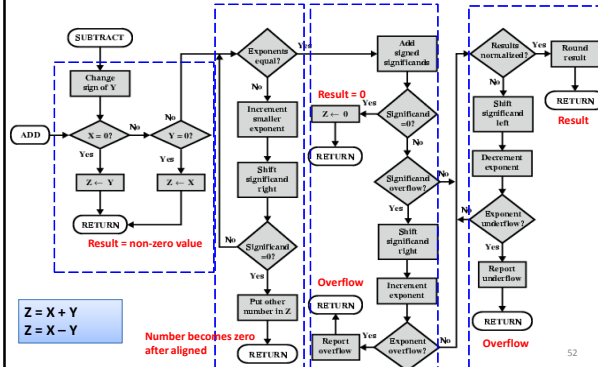 SUBTRACT
Change
sign of Y
ADD
X = 0?
No
Y = 0?
No
Yes
Yes
Z ← Y
Z ← X
RETURN
Result = non-zero value
Z = X + Y
Z = X – Y
Exponents
equal?
Yes
No
Increment
smaller
exponent
Shift
significand
right
No
Significand
=0?
Yes
Put other
number in Z
Number becomes zero
after aligned
RETURN
Add
signed
significands
Result = 0
Z ← 0
Yes
Significand
=0?
RETURN
No
Significand
overflow?
No
Yes
Shift
significand
right
Overflow
RETURN
Increment
exponent
Report
overflow
Yes
Exponent
overflow?
No
Results
normalized?
Yes
Round
result
No
RETURN
Result
Shift
significand
left
Decrement
exponent
No
Exponent
underflow?
Yes
Report
underflow
RETURN
Overflow
52